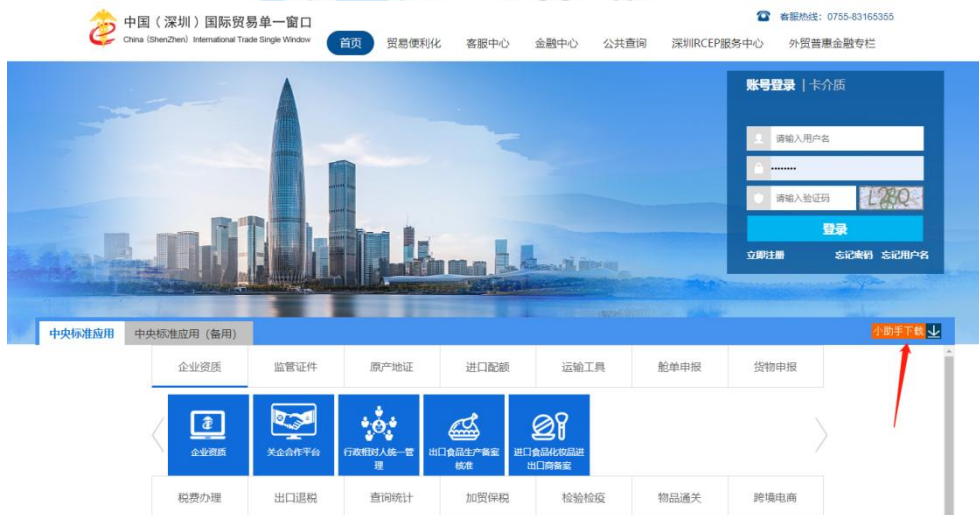 中国（深圳）国际贸易单一窗口
China (ShenZhen) International Trade Single Window
客服热线：0755-83165355
首页 贸易便利化 客服中心 金融中心 公共查询 深圳RCEP服务中心 外贸普惠金融专栏
账号登录 | 卡介质
请输入用户名
········
请输入验证码 L28Q
登录
立即注册 忘记密码 忘记用户名
中央标准应用 中央标准应用（备用） 小助手下载
企业资质 监管证件 原产地证 进口配额 运输工具 舱单申报 货物申报
企业资质 关企合作平台 行政相对人统一管理 出口食品生产备案核准 进口食品化妆品进出口商备案
税费办理 出口退税 查询统计 加贸保税 检验检疫 物品通关 跨境电商